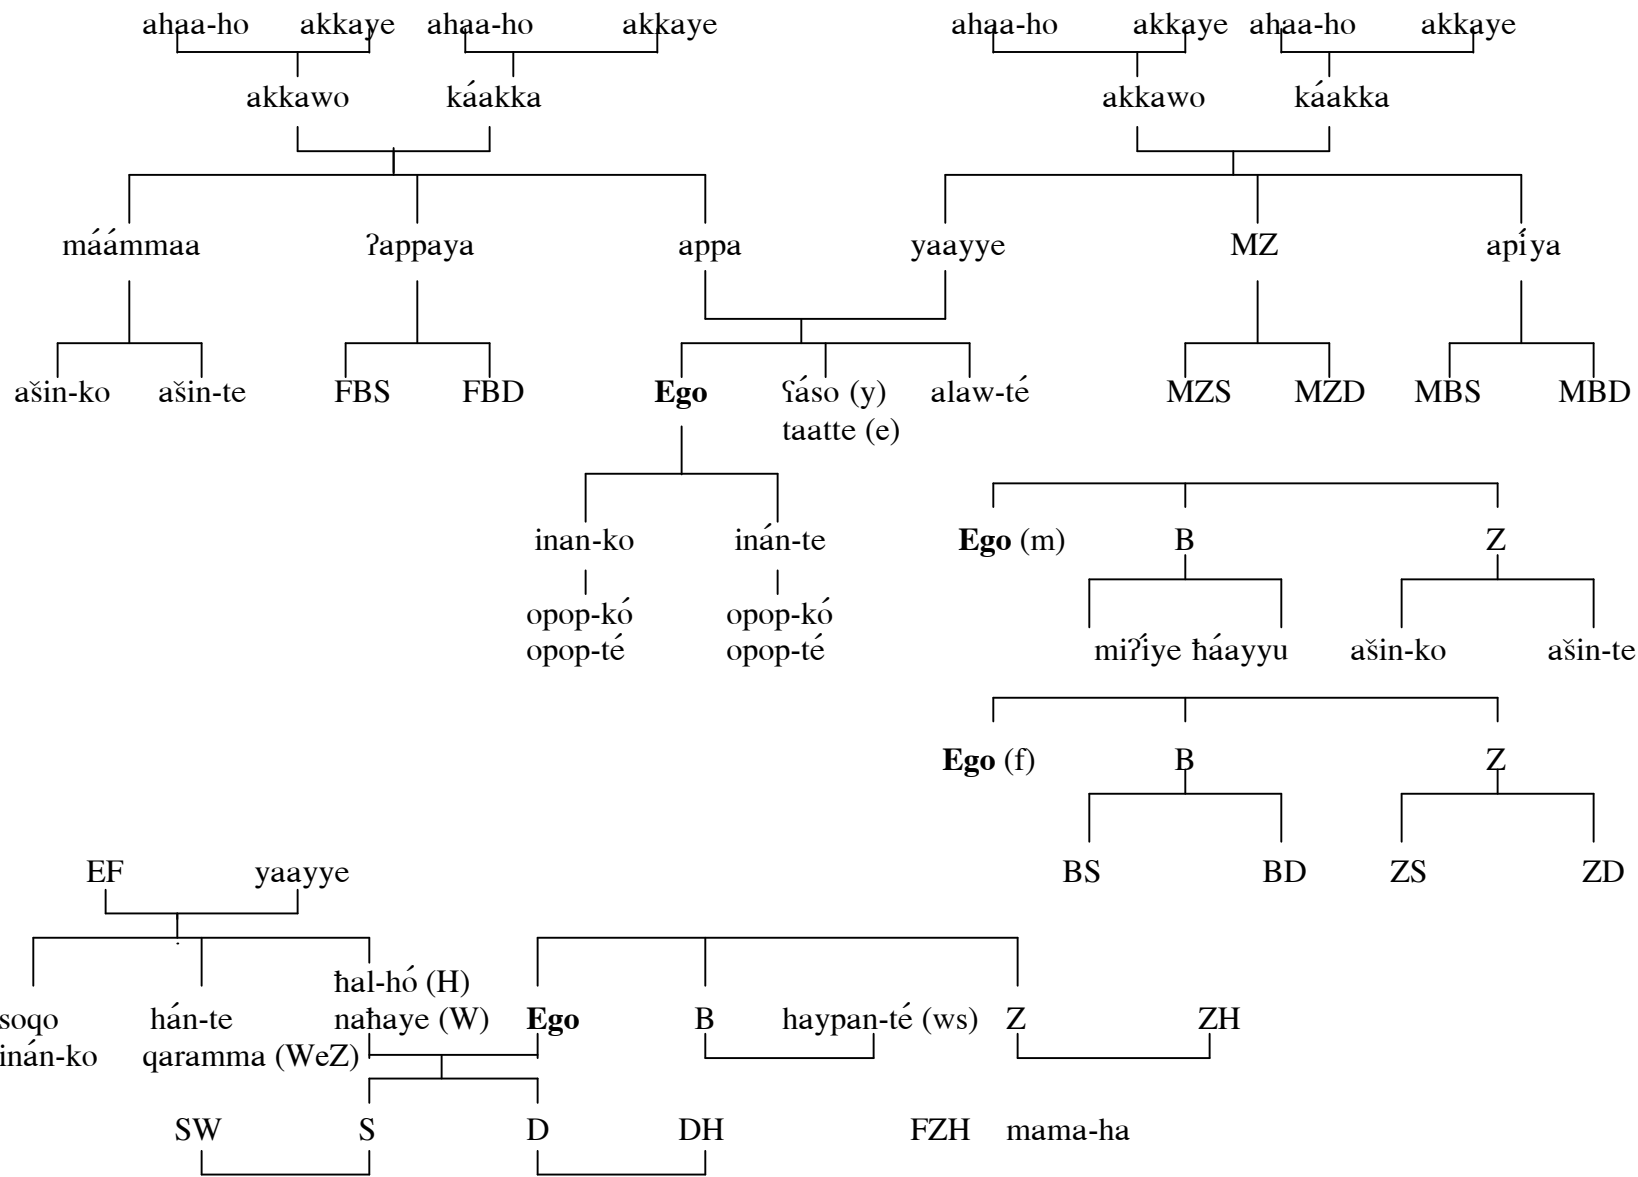 ahaa-ho akkaye ahaa-ho akkaye ahaa-ho akkaye ahaa-ho akkaye
akkawo káakka akkawo káakka
máámmaa ʔappaya appa yaayye MZ apíya
ašin-ko ašin-te FBS FBD Ego ʕáso (y) alaw-té MZS MZD MBS MBD
taatte (e)
inan-ko inán-te Ego (m) B Z
opop-kó opop-kó
opop-té opop-té miʔíye ħáayyu ašin-ko ašin-te
Ego (f) B Z
EF yaayye BS BD ZS ZD
ħal-hó (H)
soqo hán-te naħaye (W) Ego B haypan-té (ws) Z ZH
inán-ko qaramma (WeZ)
SW S D DH FZH mama-ha